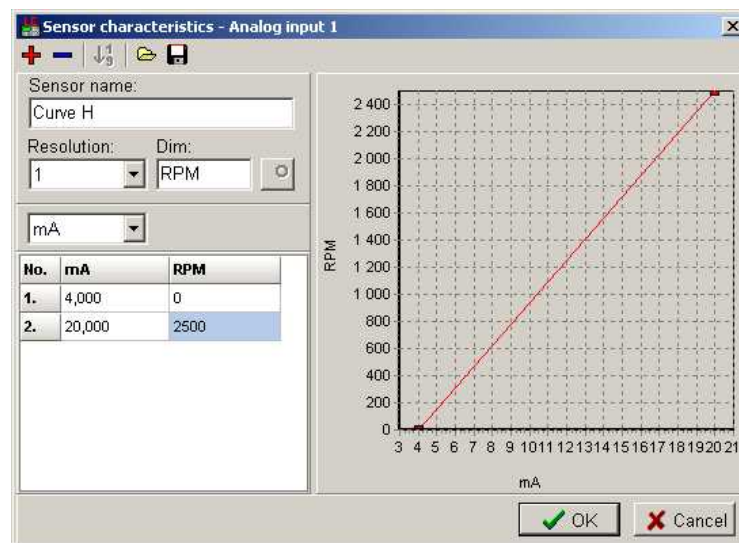 Sensor characteristics - Analog input 1
Sensor name:
Curve H
Resolution: Dim:
1 RPM
mA
No. mA RPM
1. 4,000 0
2. 20,000 2500
2 400
2 200
2 000
1 800
1 600
1 400
1 200
1 000
800
600
400
200
0
RPM
3 4 5 6 7 8 9 10 11 12 13 14 15 16 17 18 19 20 21
mA
OK Cancel